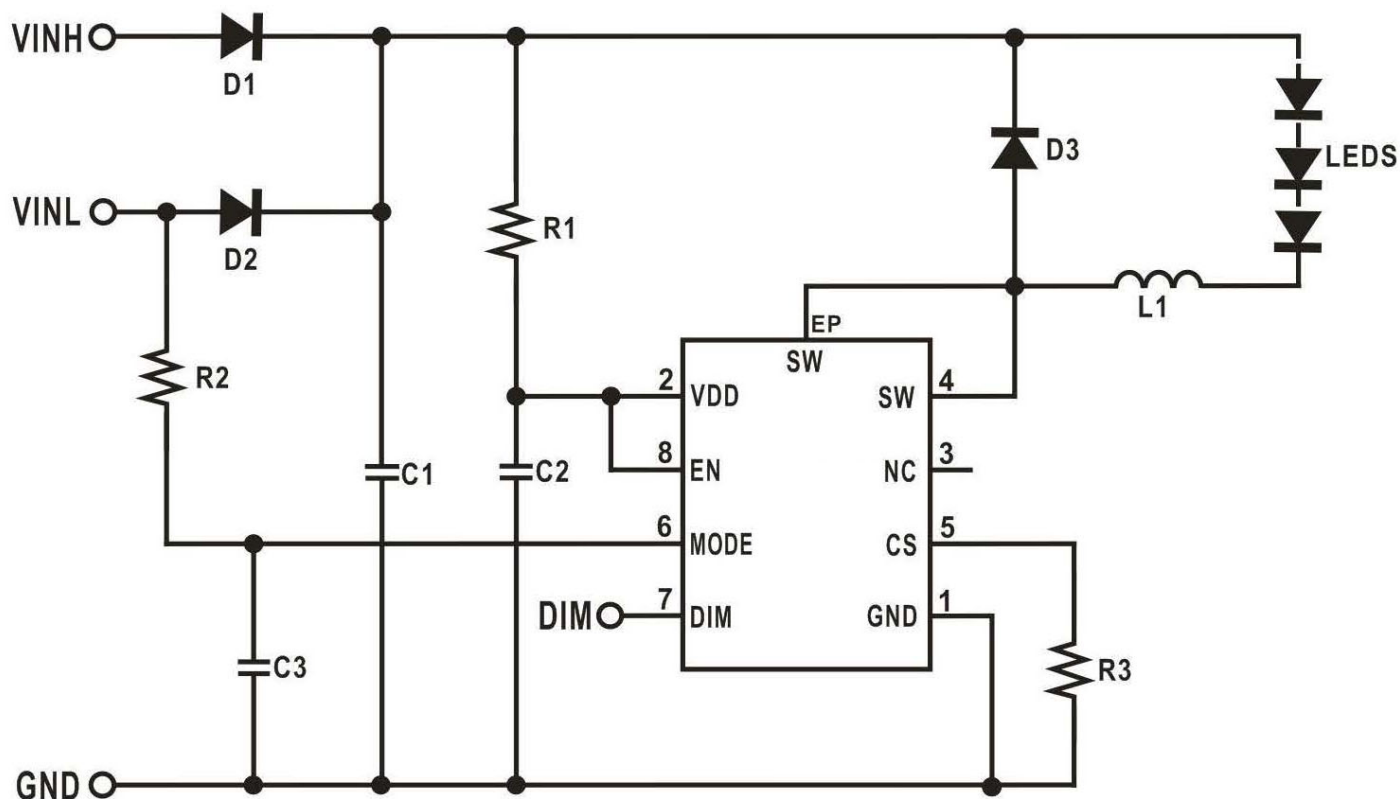 VINH
D1
VINL
D2
R1
R2
D3
LEDS
L1
EP
SW
2
VDD
SW
4
8
EN
NC
3
C1
C2
6
MODE
CS
5
DIM
7
DIM
GND
1
C3
R3
GND